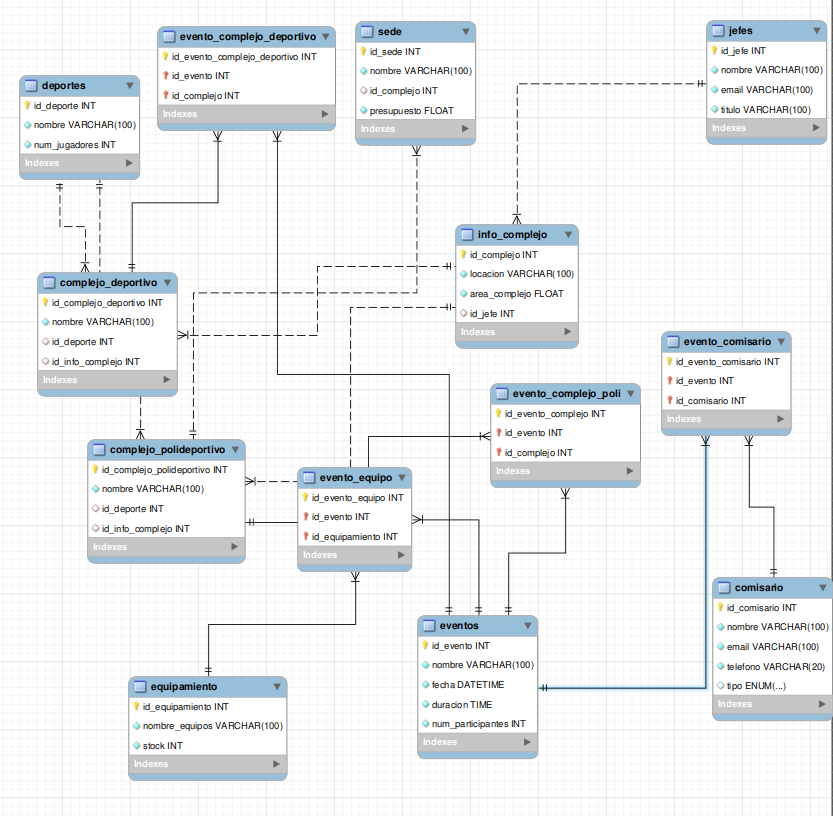 evento_complejo_deportivo
id_evento_complejo_deportivo INT
id_evento INT
id_complejo INT
Indexes
sede
id_sede INT
nombre VARCHAR(100)
id_complejo INT
presupuesto FLOAT
Indexes
jefes
id_jefe INT
nombre VARCHAR(100)
email VARCHAR(100)
titulo VARCHAR(100)
Indexes
deportes
id_deporte INT
nombre VARCHAR(100)
num_jugadores INT
Indexes
info_complejo
id_complejo INT
locacion VARCHAR(100)
area_complejo FLOAT
id_jefe INT
Indexes
complejo_deportivo
id_complejo_deportivo INT
nombre VARCHAR(100)
id_deporte INT
id_info_complejo INT
Indexes
evento_comisario
id_evento_comisario INT
id_evento INT
id_comisario INT
Indexes
evento_complejo_poli
id_evento_complejo INT
id_evento INT
id_complejo INT
Indexes
complejo_polideportivo
id_complejo_polideportivo INT
nombre VARCHAR(100)
id_deporte INT
id_info_complejo INT
Indexes
evento_equipo
id_evento_equipo INT
id_evento INT
id_equipamiento INT
Indexes
comisario
id_comisario INT
nombre VARCHAR(100)
email VARCHAR(100)
telefono VARCHAR(20)
tipo ENUM(...)
Indexes
eventos
id_evento INT
nombre VARCHAR(100)
fecha DATETIME
duracion TIME
num_participantes INT
Indexes
equipamiento
id_equipamiento INT
nombre_equipos VARCHAR(100)
stock INT
Indexes